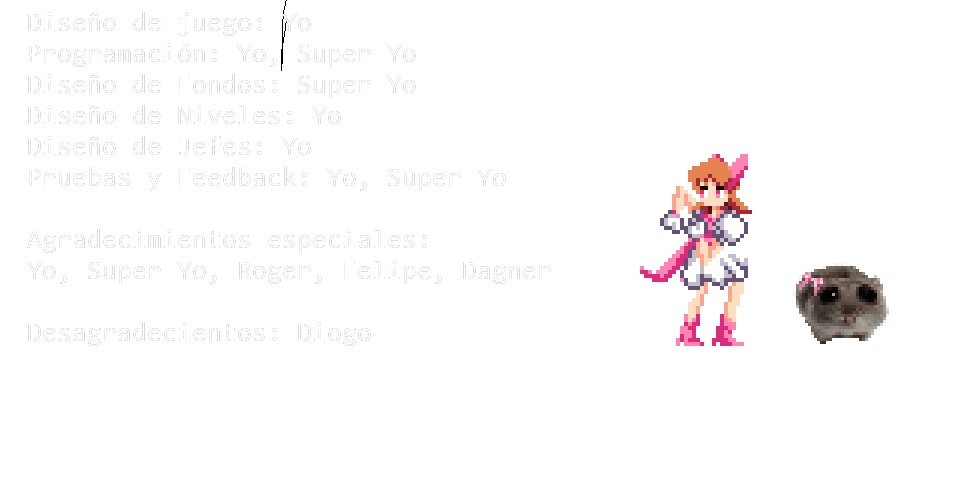 Diseño de juego: Yo
Programación: Yo, Super Yo
Diseño de Fondos: Super Yo
Diseño de Niveles: Yo
Diseño de Jefes: Yo
Pruebas y Feedback: Yo, Super Yo
Agradecimientos especiales:
Yo, Super Yo, Roger, Felipe, Dagner
Desagradecientos: Diogo